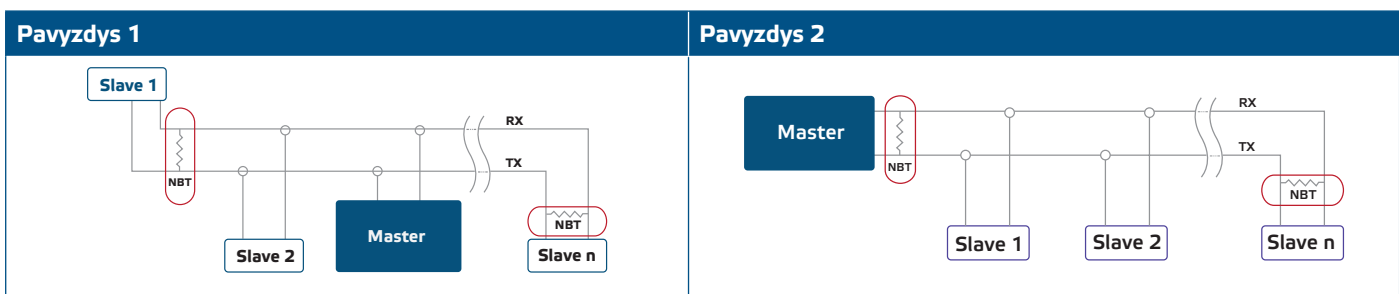 Pavyzdys 1
Slave 1
RX
TX
NBT
NBT
Slave 2
Master
Slave n
Pavyzdys 2
Master
RX
TX
NBT
NBT
Slave 1
Slave 2
Slave n